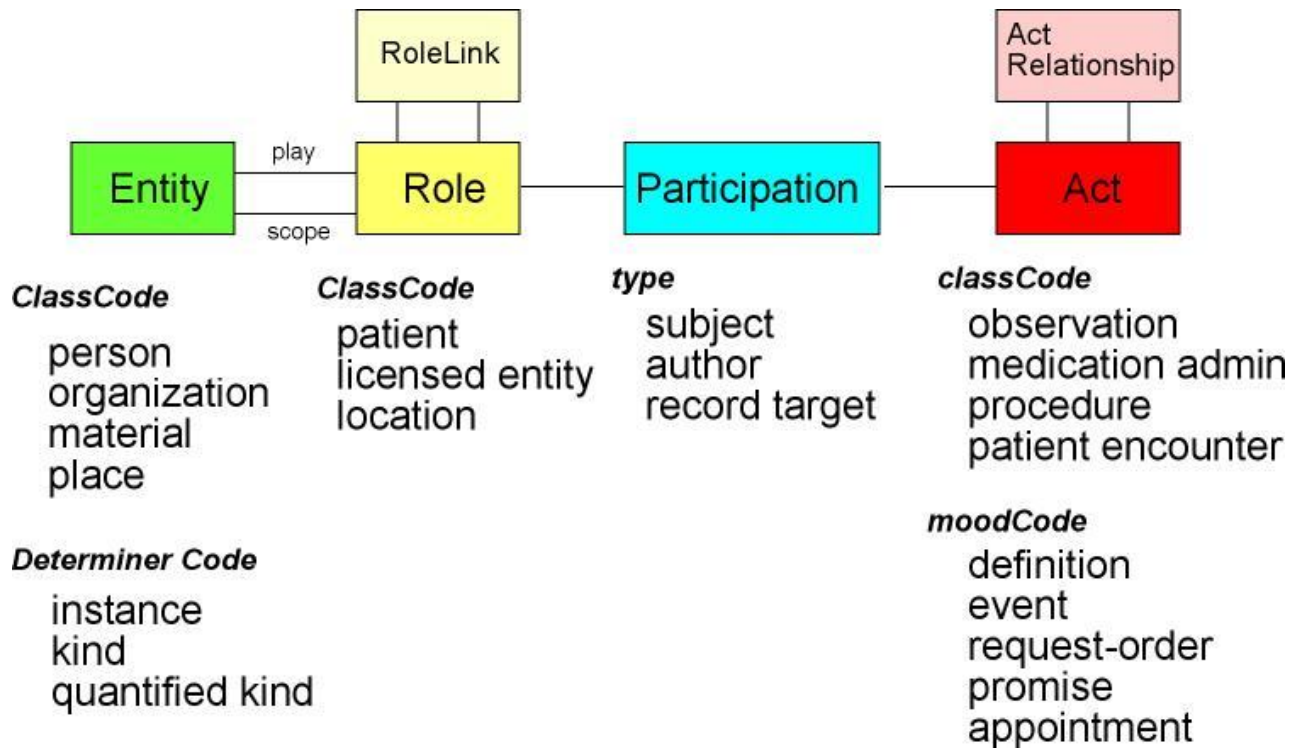 RoleLink
Act
Relationship
Entity
play
scope
Role
Participation
Act
ClassCode
person
organization
material
place
Determiner Code
instance
kind
quantified kind
ClassCode
patient
licensed entity
location
type
subject
author
record target
classCode
observation
medication admin
procedure
patient encounter
moodCode
definition
event
request-order
promise
appointment